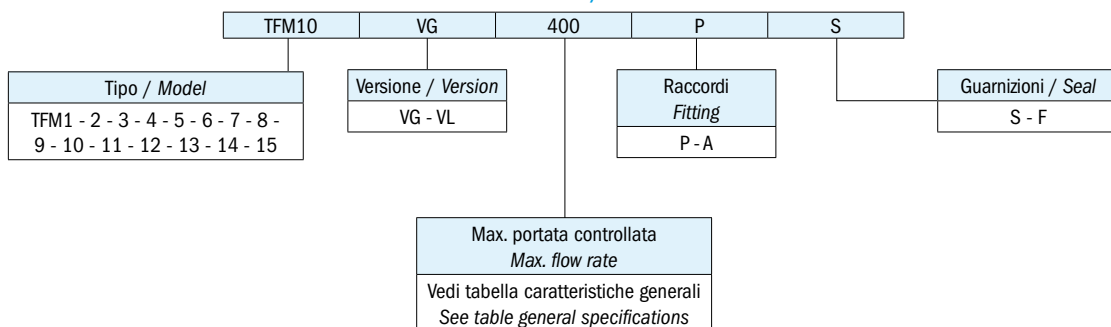 TFM10 VG 400 P S
Tipo / Model
TFM1 - 2 - 3 - 4 - 5 - 6 - 7 - 8 -
9 - 10 - 11 - 12 - 13 - 14 - 15
Versione / Version
VG - VL
Raccordi
Fitting
P - A
Guarnizioni / Seal
S - F
Max. portata controllata
Max. flow rate
Vedi tabella caratteristiche generali
See table general specifications